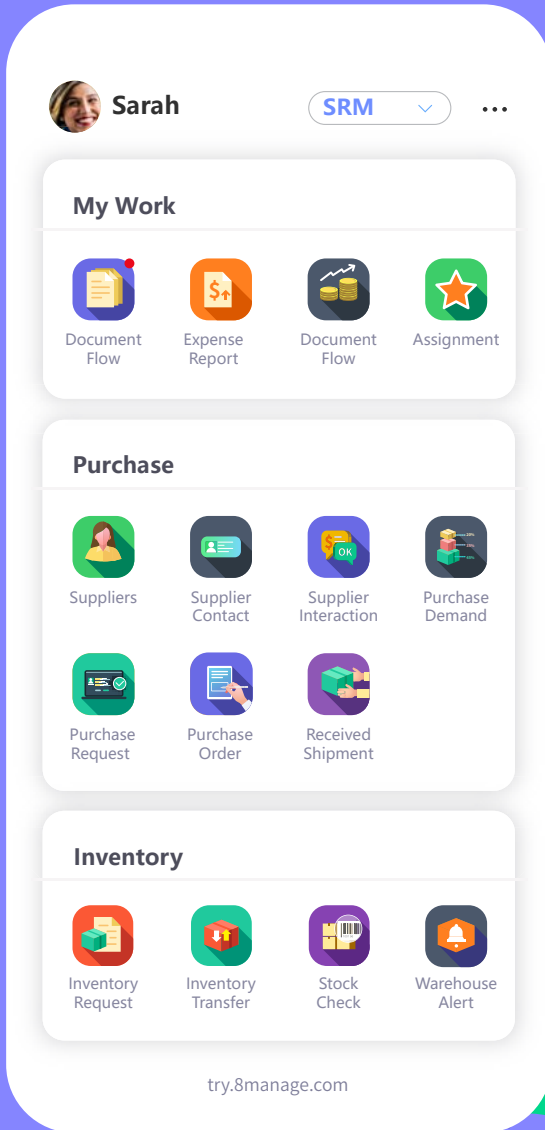 Sarah
SRM
My Work
Document Expense Document Assignment
Flow Report Flow
Purchase
Suppliers Supplier Supplier Purchase
Contact Interaction Demand
OK
Purchase Purchase Received
Request Order Shipment
Inventory
Inventory Inventory Stock Warehouse
Request Transfer Check Alert
try.8manage.com